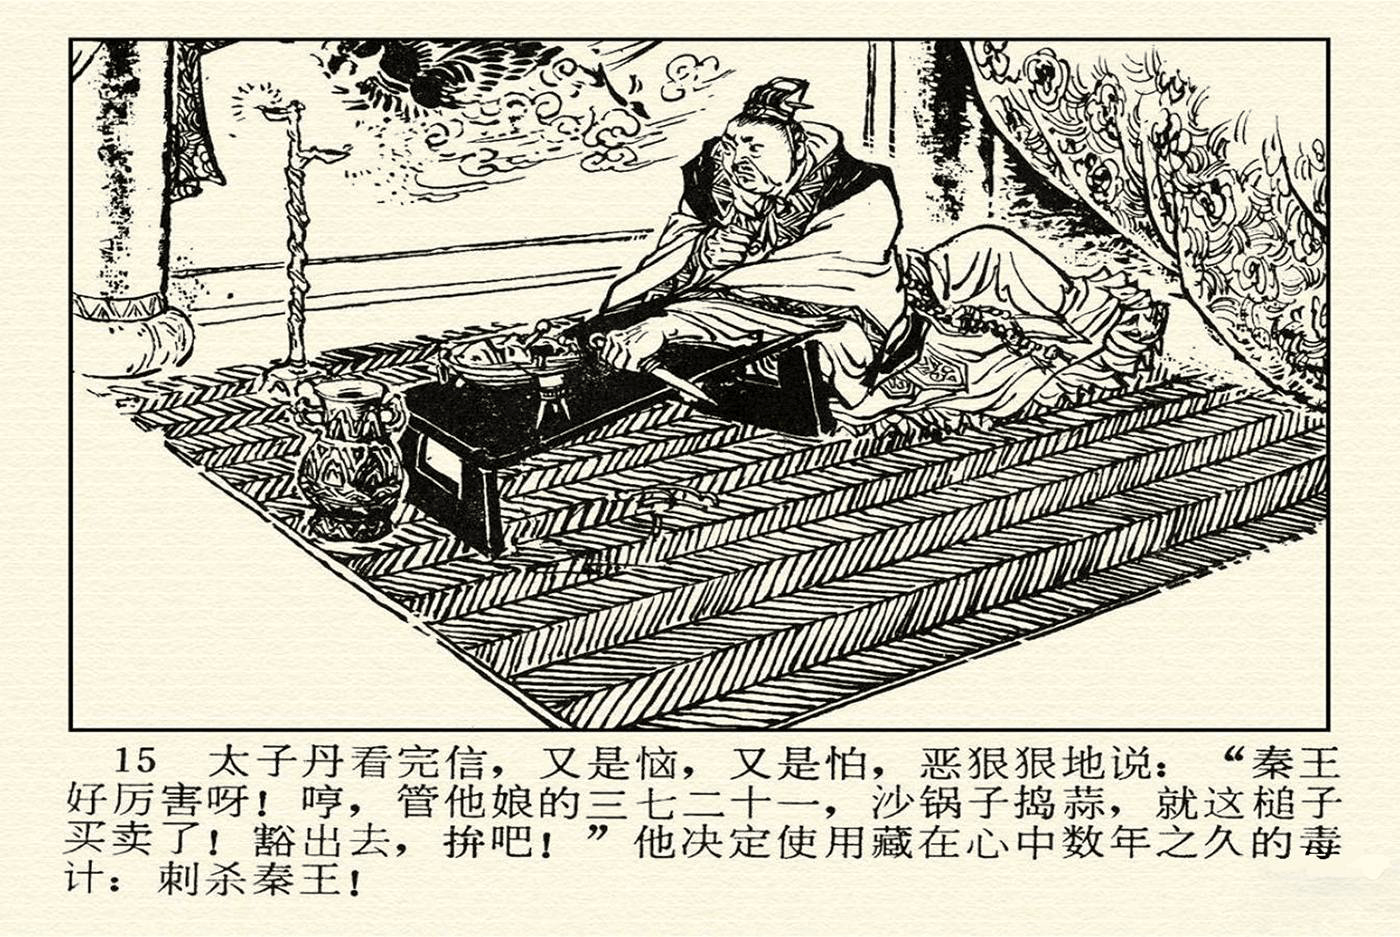 15 太子丹看完信，又是恼，又是怕，恶狠狠地说：“秦王
好厉害呀！哼，管他娘的三七二十一，沙锅子捣蒜，就这槌子
买卖了！豁出去，拚吧！”他决定使用藏在心中数年之久的毒
计：刺杀秦王！